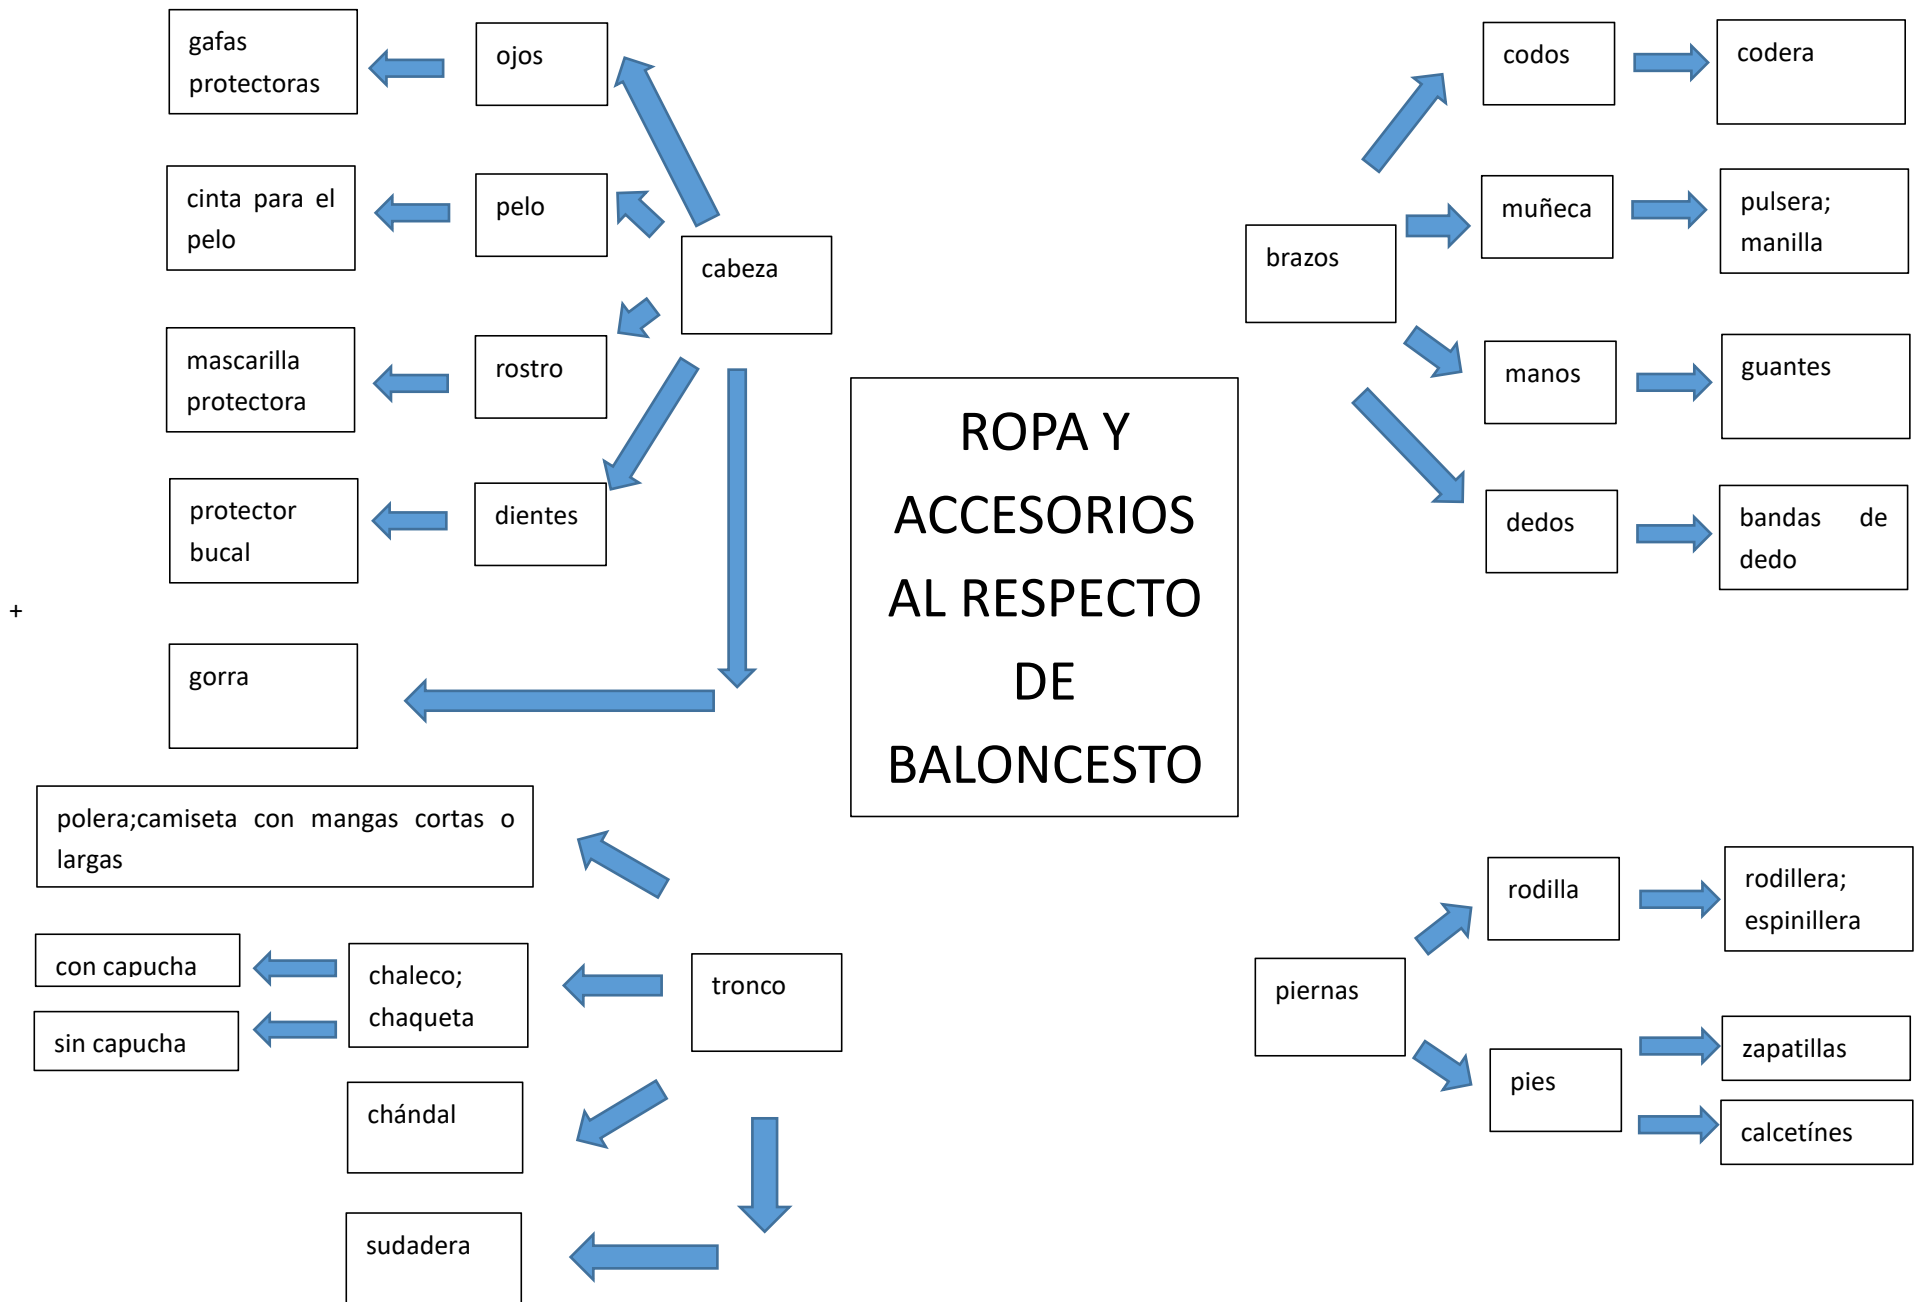 gafas
protectoras
ojos
cinta para el
pelo
pelo
cabeza
mascarilla
protectora
rostro
protector
bucal
dientes
+
gorra
codos
codera
muñeca
pulsera;
manilla
brazos
manos
guantes
dedos
bandas de
dedo
ROPA Y
ACCESORIOS
AL RESPECTO
DE
BALONCESTO
polera;camiseta con mangas cortas o
largas
con capucha
sin capucha
chaleco;
chaqueta
tronco
chándal
sudadera
rodilla
rodillera;
espinillera
piernas
pies
zapatillas
calcetínes